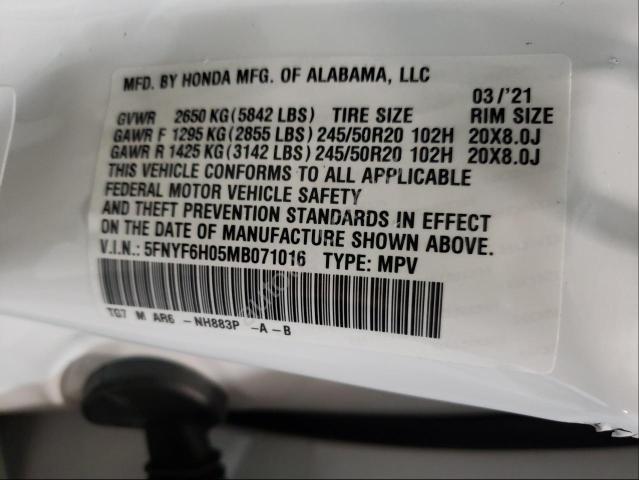 MFD. BY HONDA MFG. OF ALABAMA, LLC
03/'21
GVWR 2650 KG(5842 LBS) TIRE SIZE RIM SIZE
GAWR F 1295 KG(2855 LBS)245/50R20 102H 20X8.0J
GAWR R 1425 KG(3142 LBS)245/50R20 102H 20X8.0J
THIS VEHICLE CONFORMS TO ALL APPLICABLE
FEDERAL MOTOR VEHICLE SAFETY
AND THEFT PREVENTION STANDARDS IN EFFECT
ON THE DATE OF MANUFACTURE SHOWN ABOVE.
V.I.N.: 5FNYF6H05MB071016 TYPE: MPV
TG7 M AR6 -NH883P -A-B